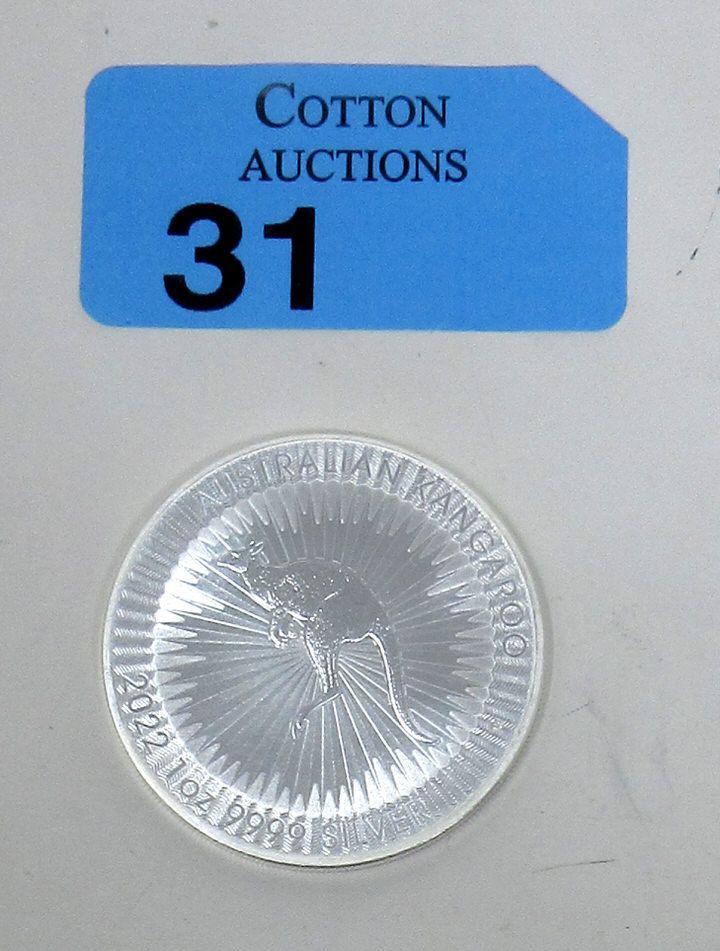 COTTON
AUCTIONS
31
AUSTRALIAN KANGAROO
2022 1oz 9999 SILVER